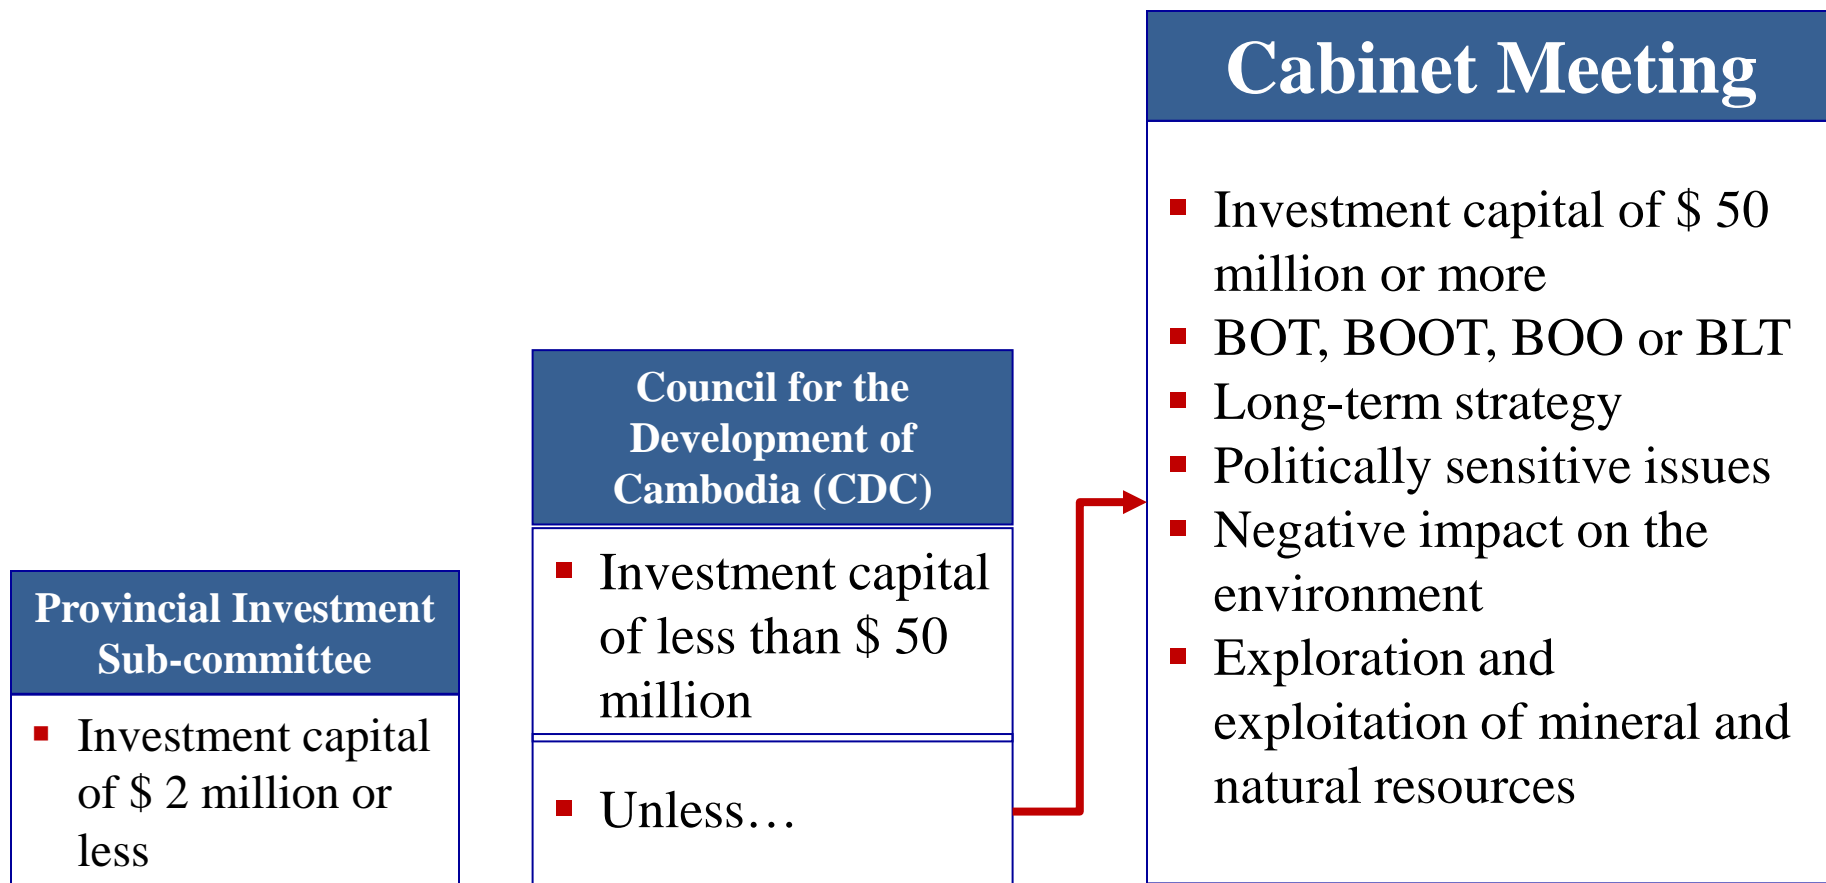 Provincial Investment
Sub-committee
▪ Investment capital
of $ 2 million or
less
Council for the
Development of
Cambodia (CDC)
▪ Investment capital
of less than $ 50
million
▪ Unless…
Cabinet Meeting
▪ Investment capital of $ 50
million or more
▪ BOT, BOOT, BOO or BLT
▪ Long-term strategy
▪ Politically sensitive issues
▪ Negative impact on the
environment
▪ Exploration and
exploitation of mineral and
natural resources